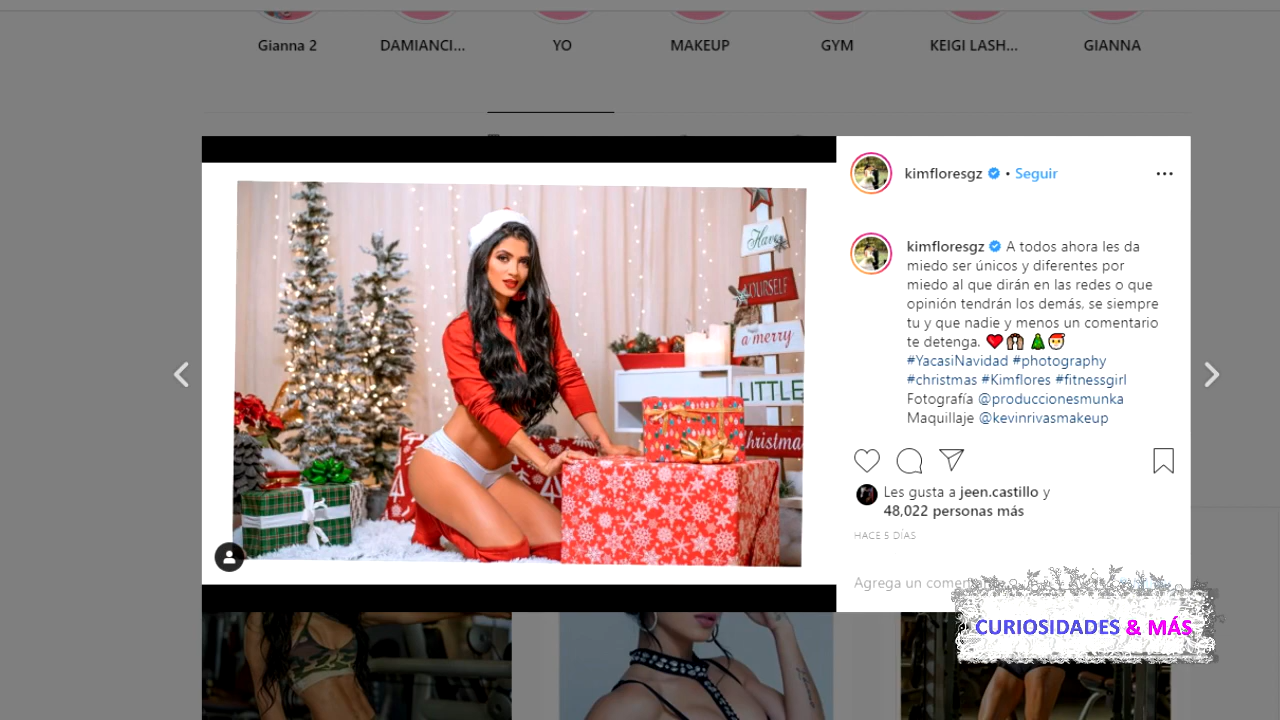 Gianna 2
DAMIANCI...
YO
MAKEUP
GYM
KEIGI LASH...
GIANNA
Have
YOURSELF
a merry
LITTLE
christmas
kimfloresgz • Seguir
kimfloresgz A todos ahora les da
miedo ser únicos y diferentes por
miedo al que dirán en las redes o que
opinión tendrán los demás, se siempre
tu y que nadie y menos un comentario
te detenga. ❤️🙌🎄🎅
#YacasiNavidad #photography
#christmas #Kimflores #fitnessgirl
Fotografía @produccionesmunka
Maquillaje @kevinrivasmakeup
Les gusta a jeen.castillo y
48,022 personas más
HACE 5 DÍAS
Agrega un
CURIOSIDADES & MÁS